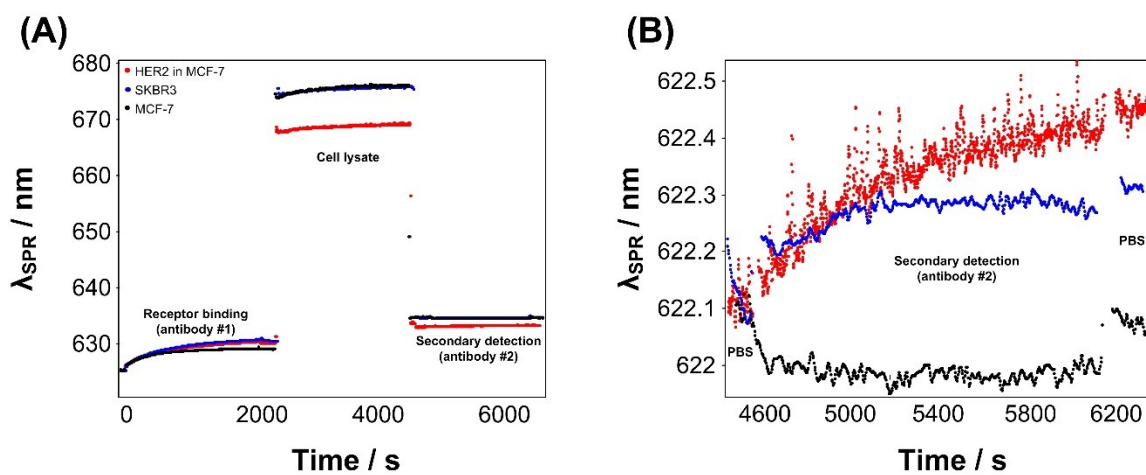 (A)
680
HER2 in MCF-7
SKBR3
MCF-7
670
Cell lysate
660
650
640
Receptor binding
(antibody #1)
630
Secondary detection
(antibody #2)
λSPR / nm
0 2000 4000 6000
Time / s
(B)
622.5
622.4
622.3
622.2
622.1
622
PBS
Secondary detection
(antibody #2)
PBS
λSPR / nm
4600 5000 5400 5800 6200
Time / s